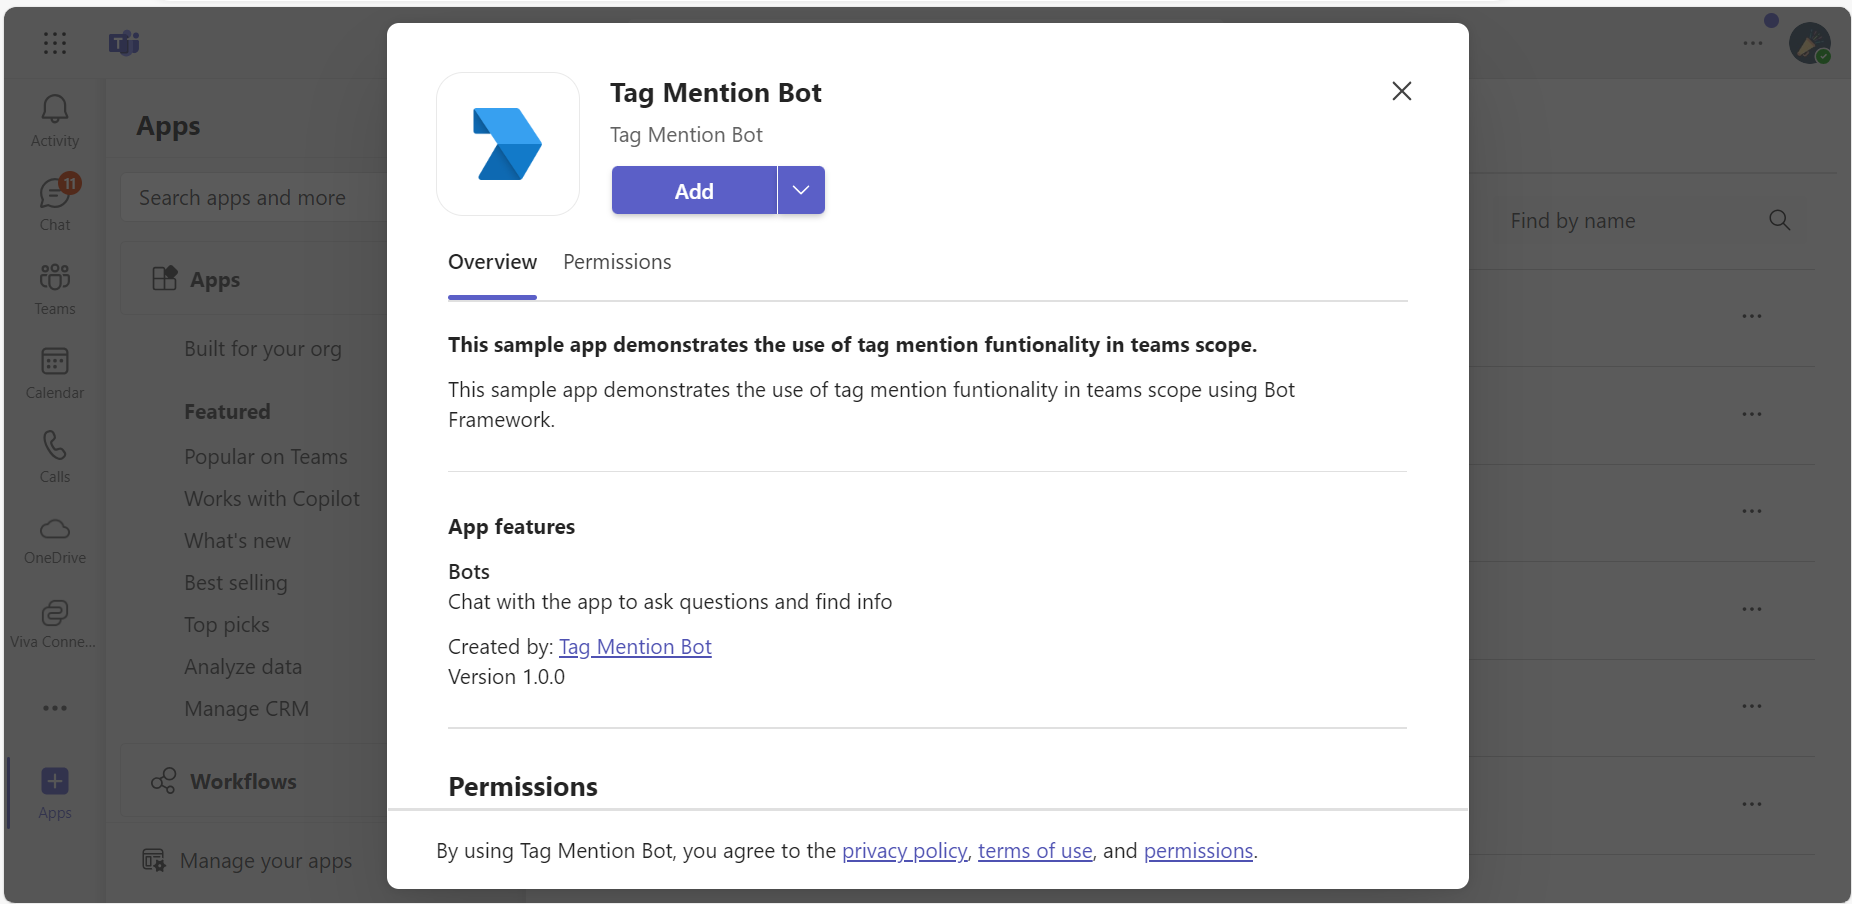 Activity
11
Chat
Teams
Calendar
Calls
OneDrive
Viva Conne...
Apps
Apps
Search apps and more
Apps
Built for your org
Featured
Popular on Teams
Works with Copilot
What's new
Best selling
Top picks
Analyze data
Manage CRM
Workflows
Manage your apps
Tag Mention Bot
Tag Mention Bot
Add
Overview Permissions
This sample app demonstrates the use of tag mention funtionality in teams scope.
This sample app demonstrates the use of tag mention funtionality in teams scope using Bot
Framework.
App features
Bots
Chat with the app to ask questions and find info
Created by: Tag Mention Bot
Version 1.0.0
Permissions
By using Tag Mention Bot, you agree to the privacy policy, terms of use, and permissions.
Find by name